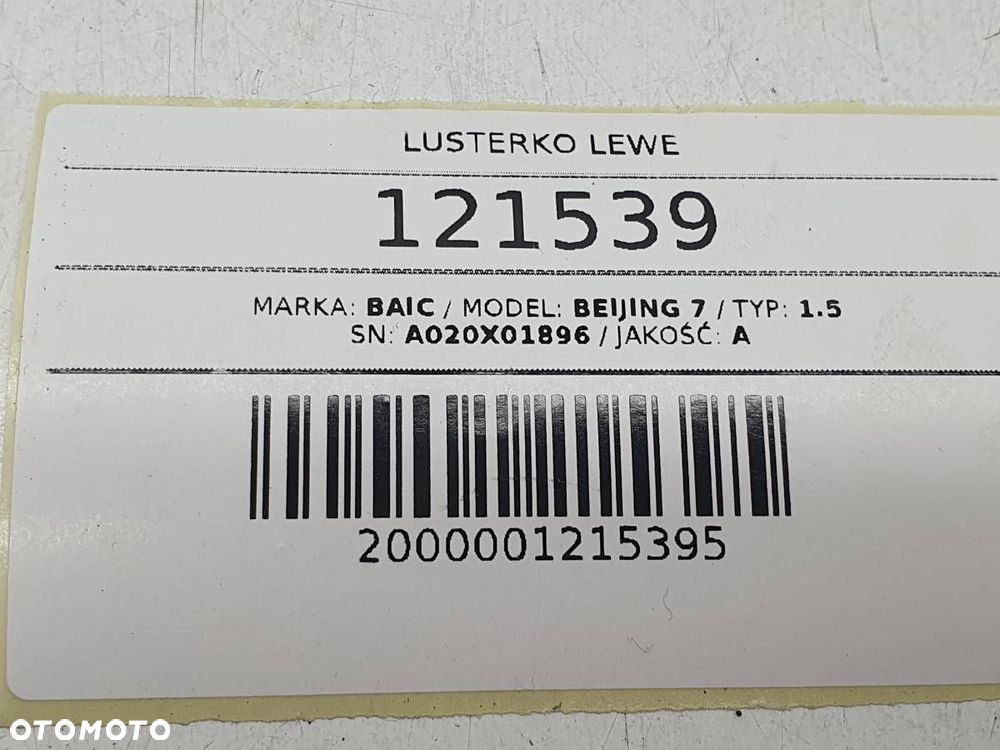 LUSTERKO LEWE
121539
MARKA: BAIC / MODEL: BEIJING 7 / TYP: 1.5
SN: A020X01896 / JAKOŚĆ: A
2000001215395
OTOMOTO